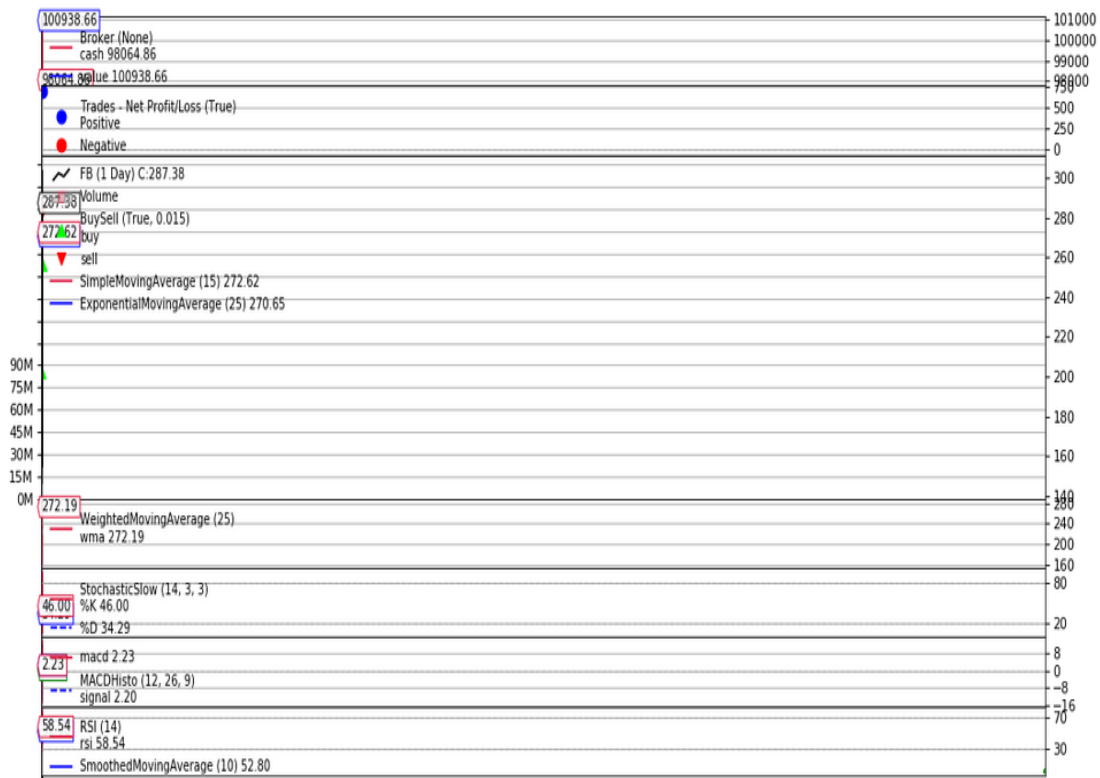 100938.66
101000
Broker (None)
100000
cash 98064.86
99000
value 100938.66
98064.86
98000
750
Trades - Net Profit/Loss (True)
500
Positive
250
Negative
0
FB (1 Day) C:287.38
300
Volume
287.38
BuySell (True, 0.015)
280
272.62
buy
sell
260
SimpleMovingAverage (15) 272.62
240
ExponentialMovingAverage (25) 270.65
220
90M
200
75M
60M
180
45M
30M
160
15M
0M
140
272.19
280
WeightedMovingAverage (25)
240
wma 272.19
200
160
StochasticSlow (14, 3, 3)
80
46.00
%K 46.00
20
%D 34.29
macd 2.23
8
2.23
0
MACDHisto (12, 26, 9)
−8
signal 2.20
−16
70
58.54
RSI (14)
rsi 58.54
30
SmoothedMovingAverage (10) 52.80